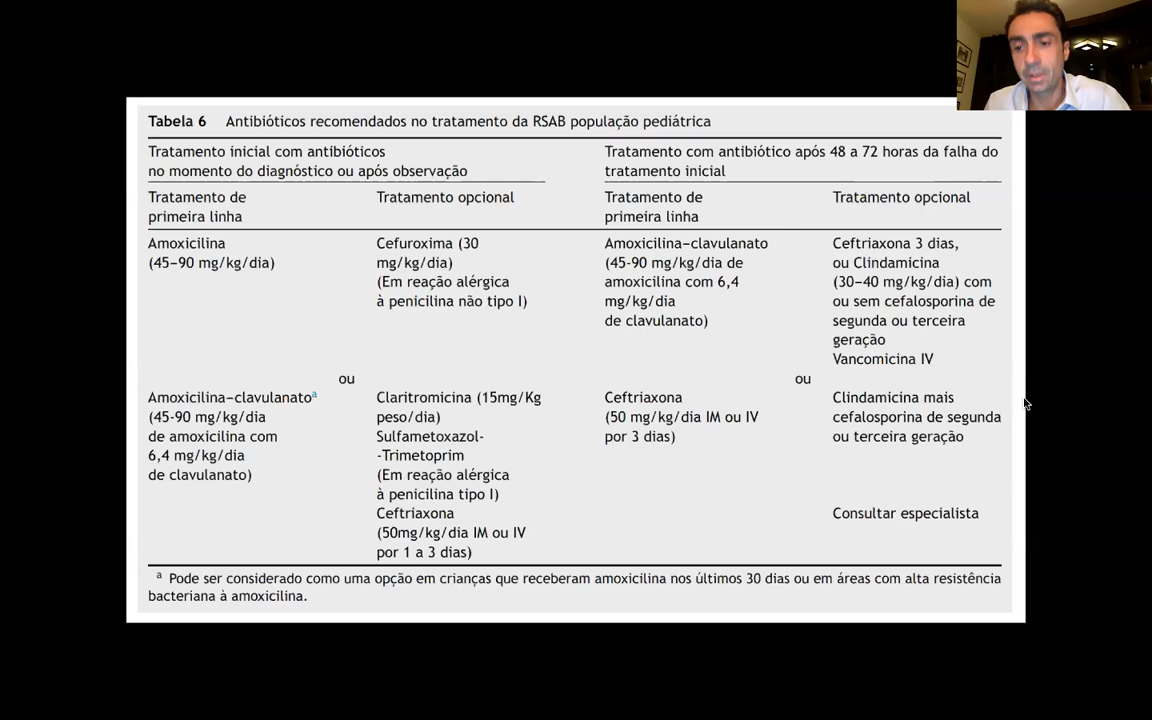 Tabela 6 Antibióticos recomendados no tratamento da RSAB população pediátrica
Tratamento inicial com antibióticos
no momento do diagnóstico ou após observação
Tratamento com antibiótico após 48 a 72 horas da falha do
tratamento inicial
Tratamento de
primeira linha
Tratamento opcional
Tratamento de
primeira linha
Tratamento opcional
Amoxicilina
(45–90 mg/kg/dia)
Cefuroxima (30
mg/kg/dia)
(Em reação alérgica
à penicilina não tipo I)
Amoxicilina–clavulanato
(45-90 mg/kg/dia de
amoxicilina com 6,4
mg/kg/dia
de clavulanato)
Ceftriaxona 3 dias,
ou Clindamicina
(30–40 mg/kg/dia) com
ou sem cefalosporina de
segunda ou terceira
geração
Vancomicina IV
ou
ou
Amoxicilina–clavulanatoa
(45-90 mg/kg/dia
de amoxicilina com
6,4 mg/kg/dia
de clavulanato)
Claritromicina (15mg/Kg
peso/dia)
Sulfametoxazol-
-Trimetoprim
(Em reação alérgica
à penicilina tipo I)
Ceftriaxona
(50mg/kg/dia IM ou IV
por 1 a 3 dias)
Ceftriaxona
(50 mg/kg/dia IM ou IV
por 3 dias)
Clindamicina mais
cefalosporina de segunda
ou terceira geração
Consultar especialista
a Pode ser considerado como uma opção em crianças que receberam amoxicilina nos últimos 30 dias ou em áreas com alta resistência
bacteriana à amoxicilina.